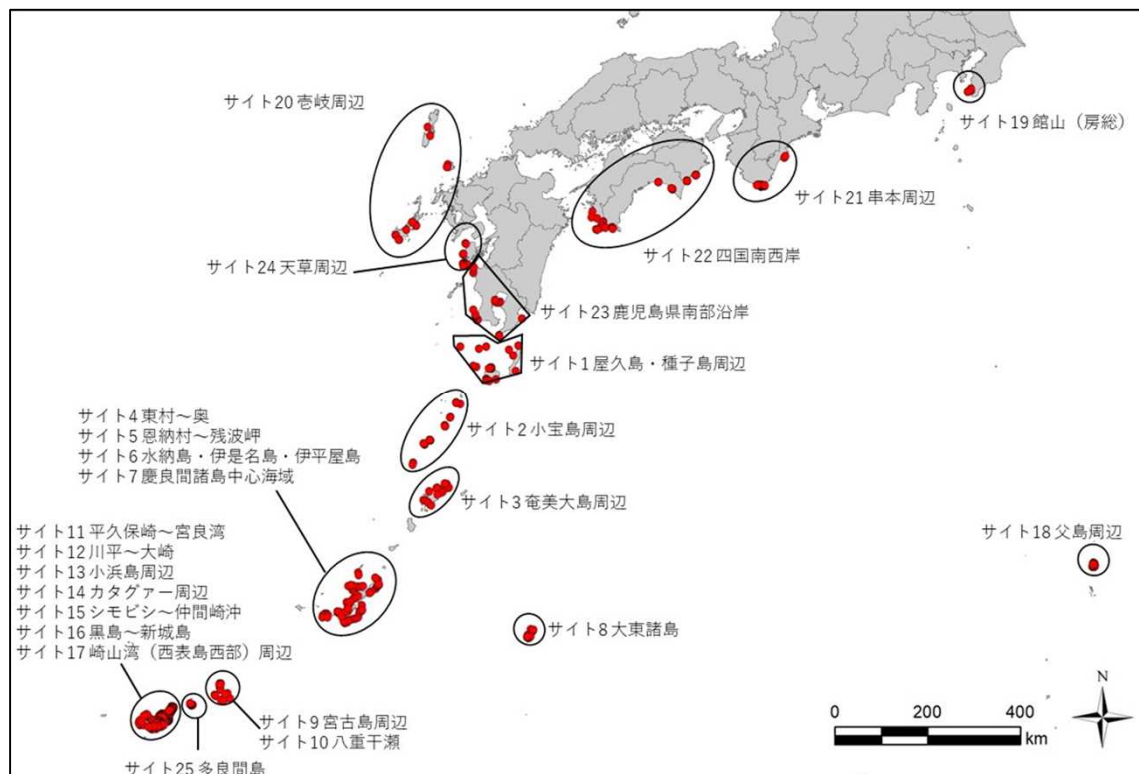 サイト20 壱岐周辺
サイト19 館山（房総）
サイト21 串本周辺
サイト22 四国南西岸
サイト24 天草周辺
サイト23 鹿児島県南部沿岸
サイト1 屋久島・種子島周辺
サイト4 東村～奥
サイト5 恩納村～残波岬
サイト6 水納島・伊是名島・伊平屋島
サイト7 慶良間諸島中心海域
サイト2 小宝島周辺
サイト3 奄美大島周辺
サイト18 父島周辺
サイト11 平久保崎～宮良湾
サイト12 川平～大崎
サイト13 小浜島周辺
サイト14 カタグァー周辺
サイト15 シモビシ～仲間崎沖
サイト16 黒島～新城島
サイト17 崎山湾（西表島西部）周辺
サイト8 大東諸島
サイト9 宮古島周辺
サイト10 八重干瀬
サイト25 多良間島
N
0 200 400
km